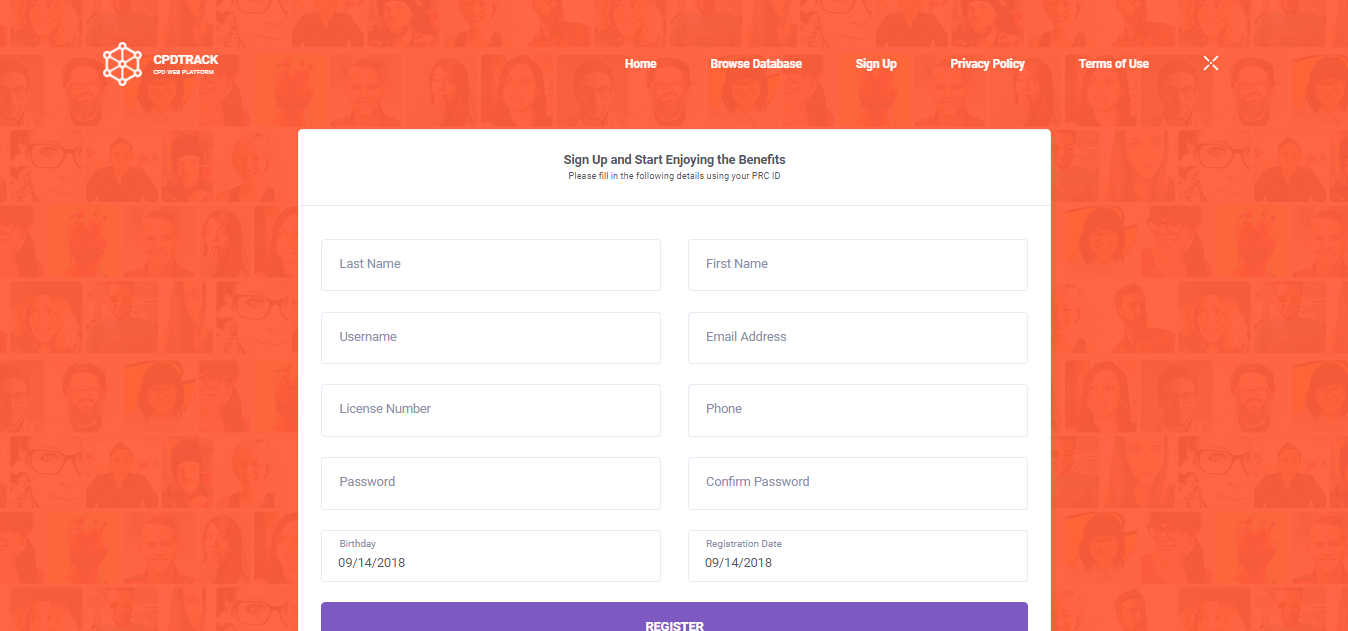 CPDTRACK
CPD WEB PLATFORM
Home Browse Database Sign Up Privacy Policy Terms of Use
Sign Up and Start Enjoying the Benefits
Please fill in the following details using your PRC ID
Last Name First Name
Username Email Address
License Number Phone
Password Confirm Password
Birthday Registration Date
09/14/2018 09/14/2018
REGISTER